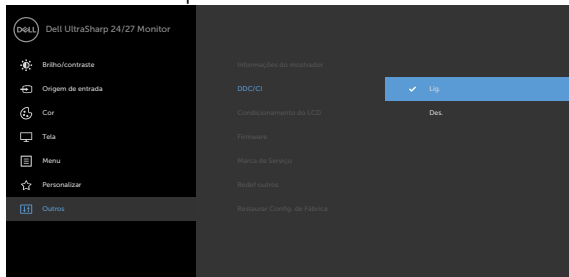 DELL
Dell UltraSharp 24/27 Monitor
Brilho/contraste
Origem de entrada
Cor
Tela
Menu
Personalizar
Outros
Informações do mostrador
DDC/CI
Condicionamento do LCD
Firmware
Marca de Serviço
Redef outros
Restaurar Config. de Fábrica
Lig.
Des.